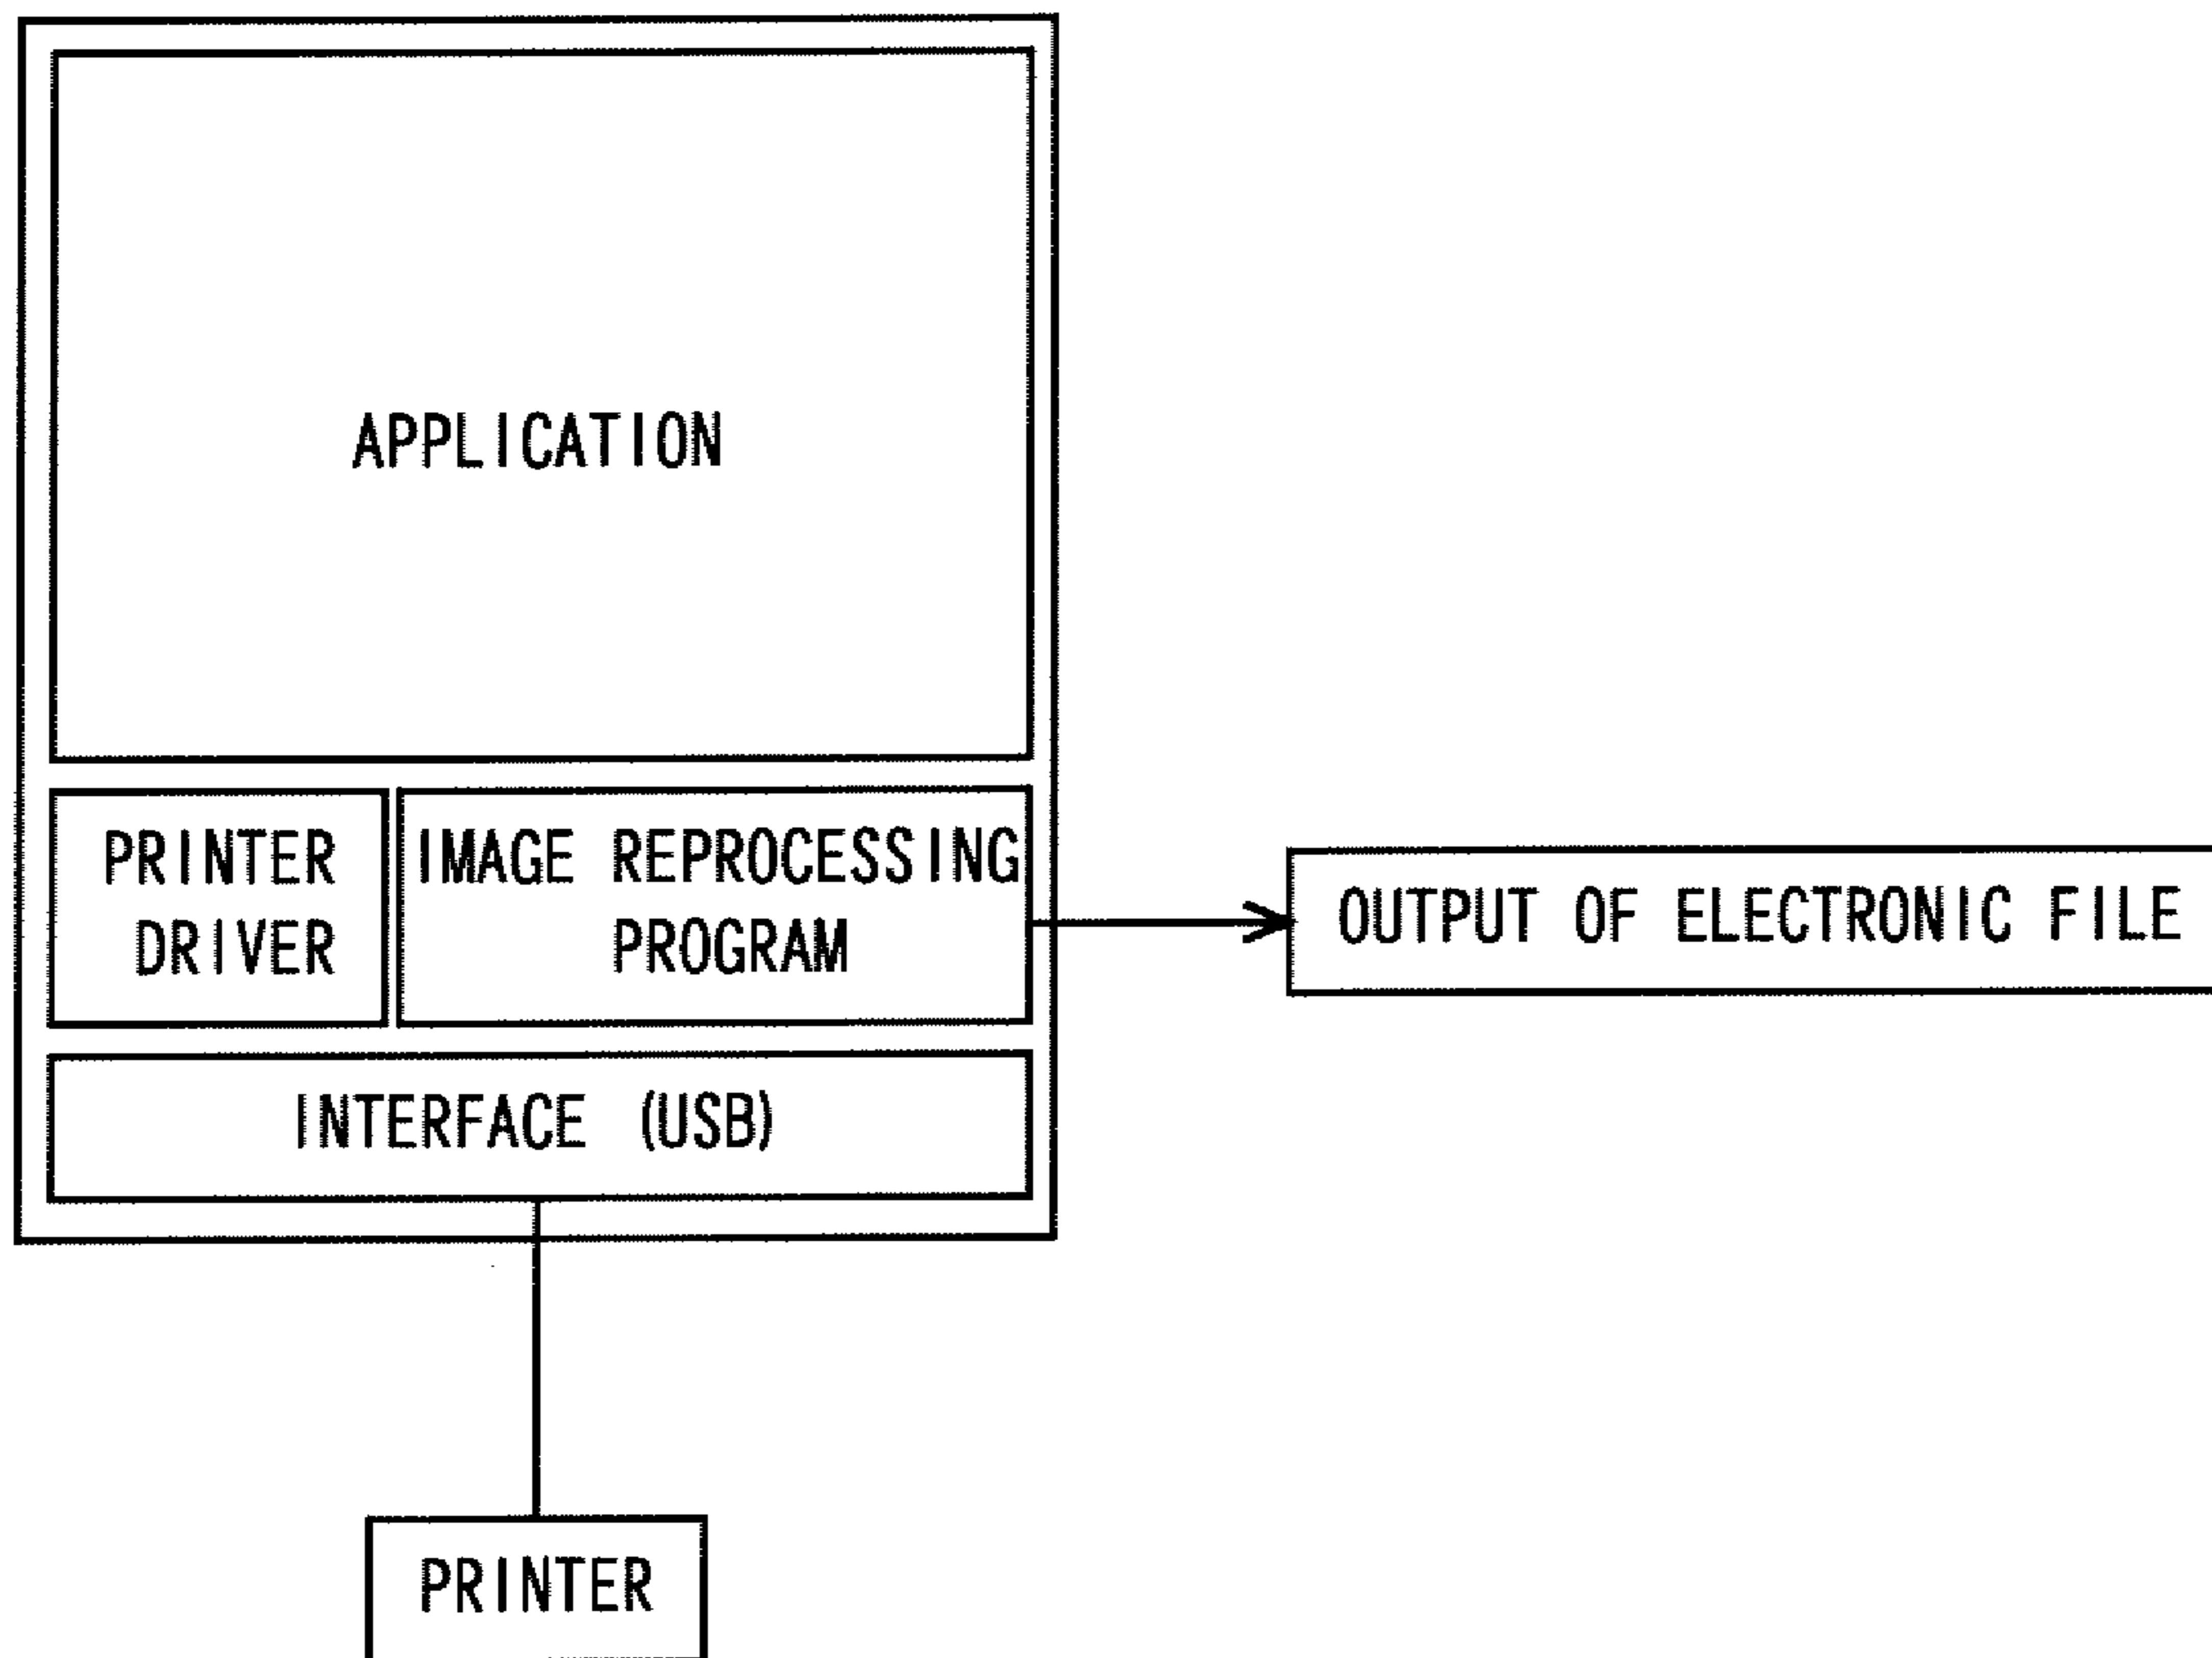 APPLICATION
PRINTER
DRIVER
IMAGE REPROCESSING
PROGRAM
OUTPUT OF ELECTRONIC FILE
INTERFACE (USB)
PRINTER